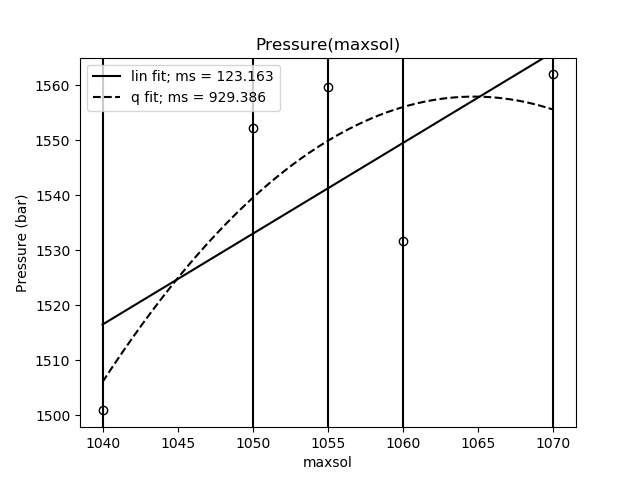 Pressure(maxsol)
lin fit; ms = 123.163
q fit; ms = 929.386
1560
1550
1540
1530
1520
1510
1500
Pressure (bar)
1040 1045 1050 1055 1060 1065 1070
maxsol